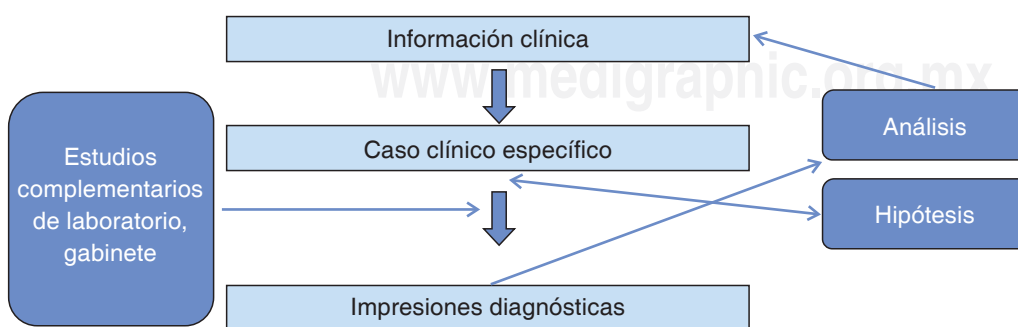 Información clínica
www.medigraphic.org.mx
Análisis
Caso clínico específico
Estudios
complementarios
de laboratorio,
gabinete
Hipótesis
Impresiones diagnósticas